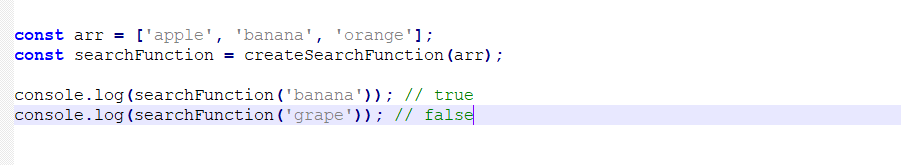 const arr = ['apple', 'banana', 'orange'];
const searchFunction = createSearchFunction(arr);
console.log(searchFunction('banana')); // true
console.log(searchFunction('grape')); // false